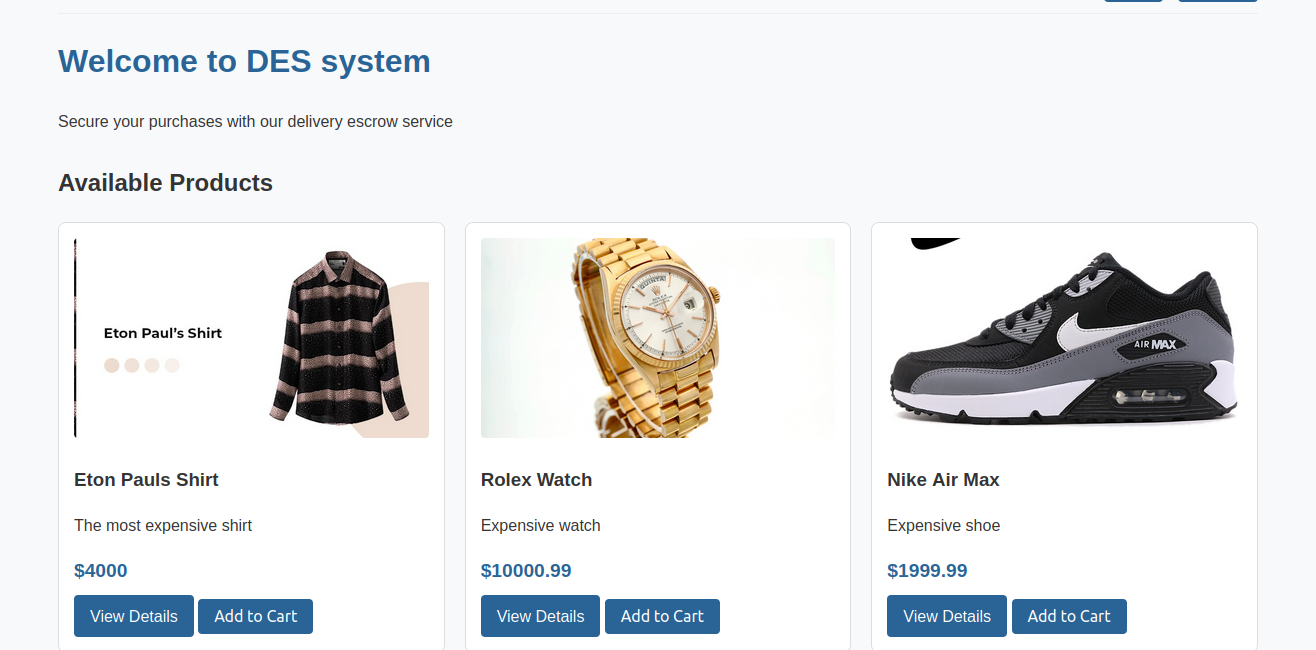 Welcome to DES system
Secure your purchases with our delivery escrow service
Available Products
Eton Paul's Shirt
ROLEX
AIR MAX
Eton Pauls Shirt
Rolex Watch
Nike Air Max
The most expensive shirt
Expensive watch
Expensive shoe
$4000
$10000.99
$1999.99
View Details Add to Cart
View Details Add to Cart
View Details Add to Cart